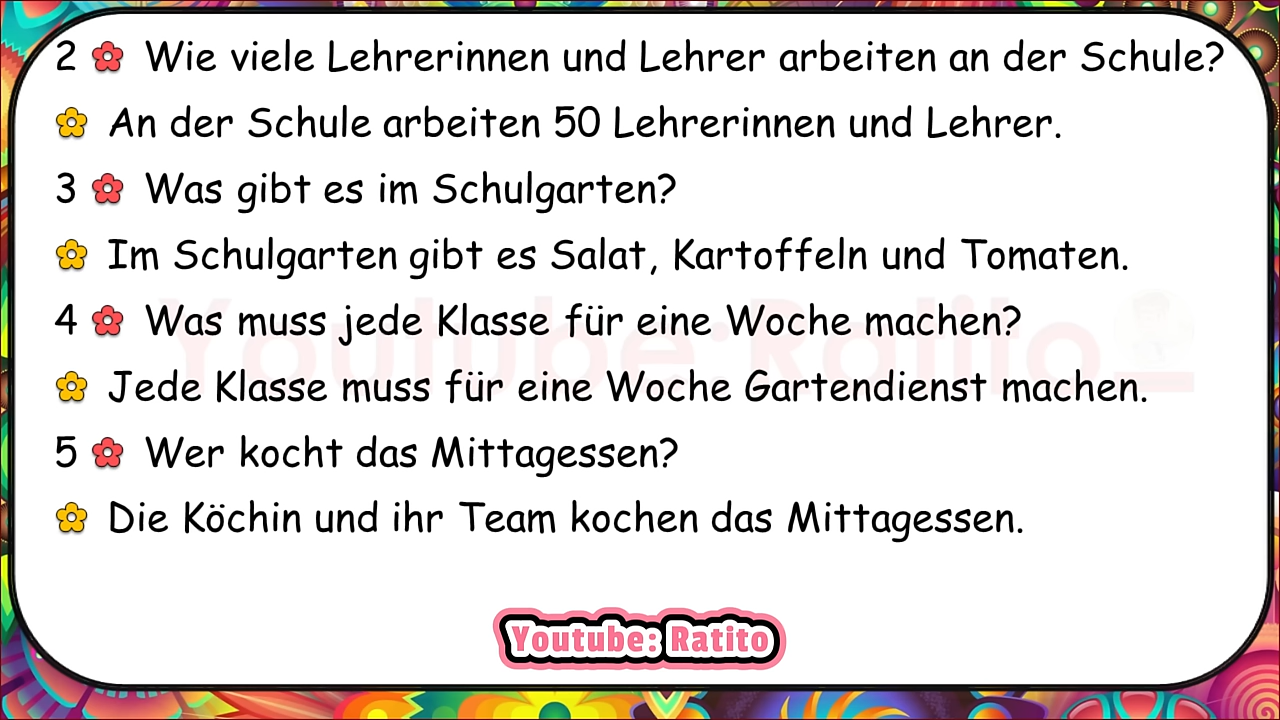 2 Wie viele Lehrerinnen und Lehrer arbeiten an der Schule?
An der Schule arbeiten 50 Lehrerinnen und Lehrer.
3 Was gibt es im Schulgarten?
Im Schulgarten gibt es Salat, Kartoffeln und Tomaten.
4 Was muss jede Klasse für eine Woche machen?
Youtube:Ratito
Jede Klasse muss für eine Woche Gartendienst machen.
5 Wer kocht das Mittagessen?
Die Köchin und ihr Team kochen das Mittagessen.
Youtube: Ratito